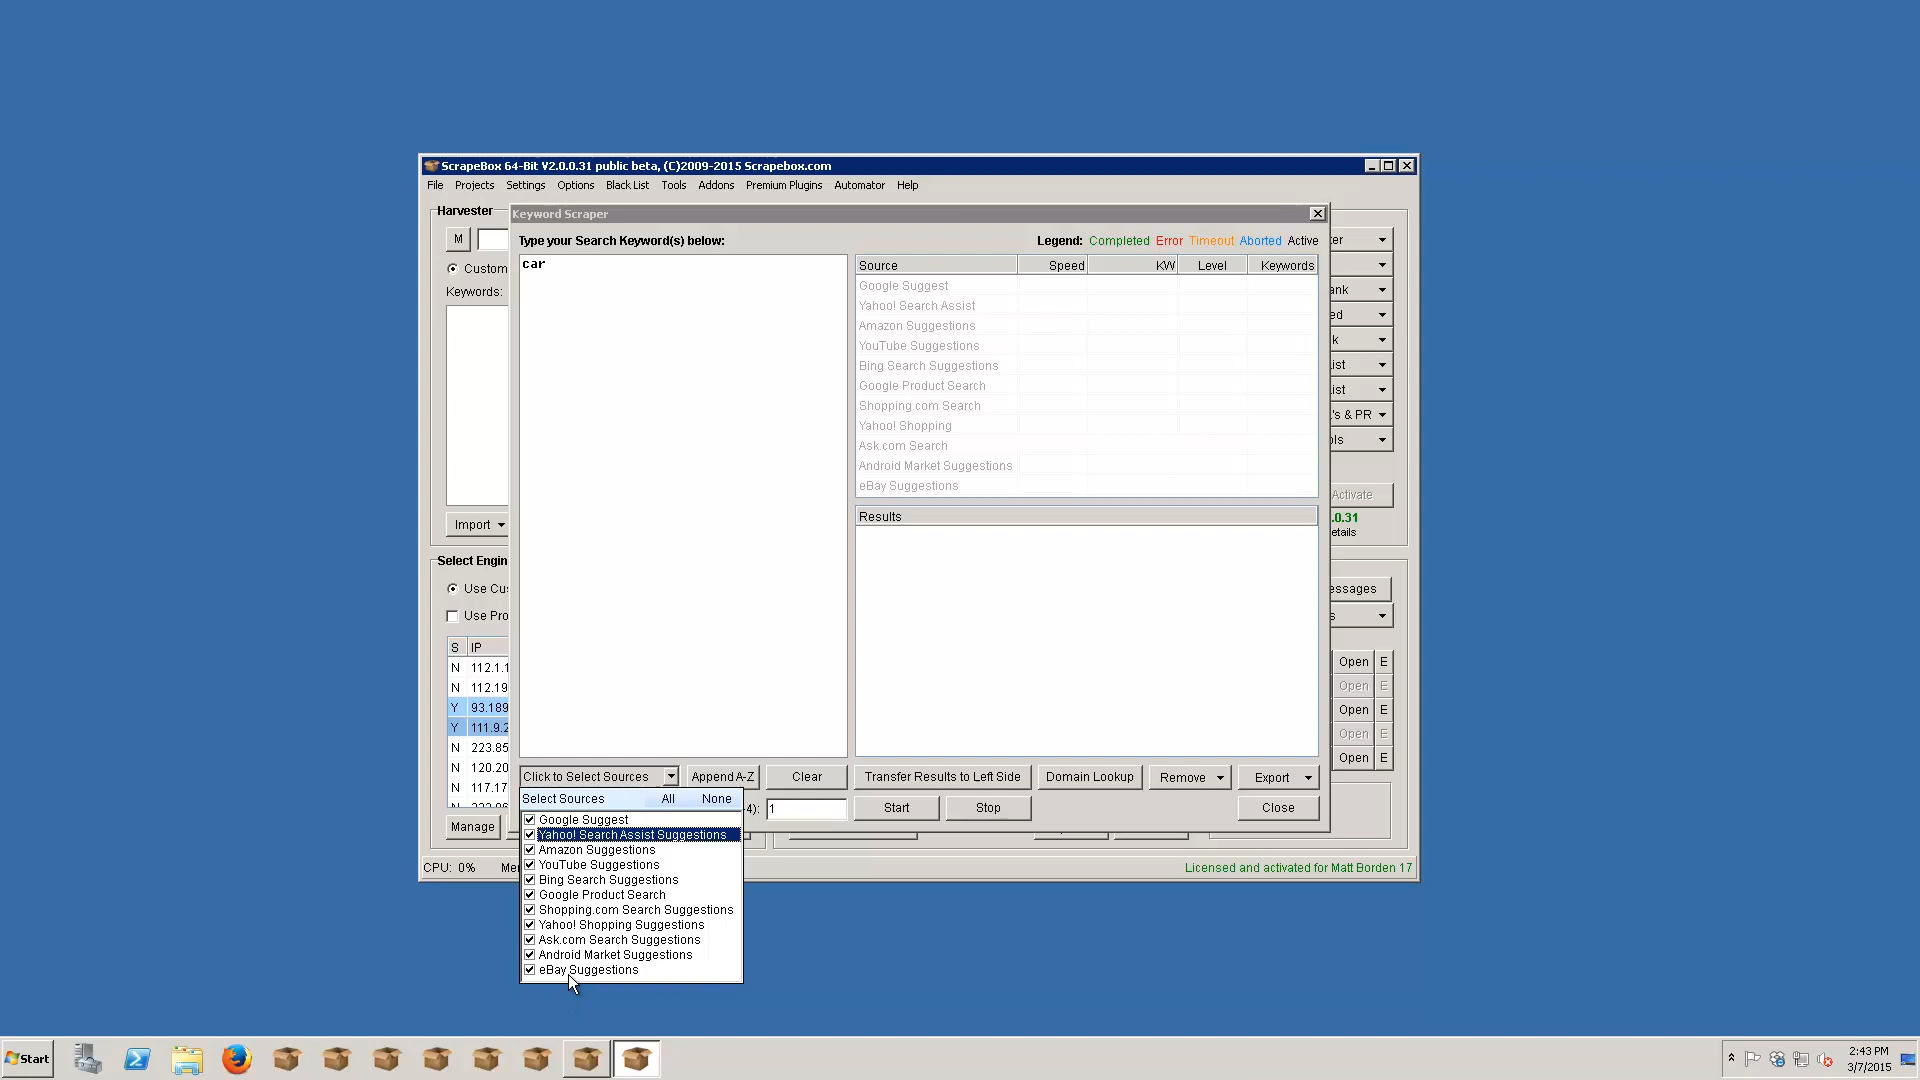 ScrapeBox 64-Bit V2.0.0.31 public beta, (C)2009-2015 Scrapebox.com
File Projects Settings Options Black List Tools Addons Premium Plugins Automator Help
Harvester
Keyword Scraper
M
Custom
Keywords:
Import
Type your Search Keyword(s) below:
Legend: Completed Error Timeout Aborted Active
car
Source Speed KW Level Keywords
Google Suggest
Yahoo! Search Assist
Amazon Suggestions
YouTube Suggestions
Bing Search Suggestions
Google Product Search
Shopping.com Search
Yahoo! Shopping
Ask.com Search
Android Market Suggestions
eBay Suggestions
Results
ank
ed
k
ist
ist
's & PR
ols
Activate
.0.31
etails
Select Engin
Use Cus
Use Pro
S IP
N 112.1.1
N 112.19
Y 93.189
Y 111.9.2
N 223.85
N 120.20
N 117.17
Manage
essages
s
Open E
Open E
Open E
Open E
Open E
Click to Select Sources Append A-Z Clear Transfer Results to Left Side Domain Lookup Remove Export
Select Sources All None
-4): 1 Start Stop Close
Google Suggest
Yahoo! Search Assist Suggestions
Amazon Suggestions
YouTube Suggestions
Bing Search Suggestions
Google Product Search
Shopping.com Search Suggestions
Yahoo! Shopping Suggestions
Ask.com Search Suggestions
Android Market Suggestions
eBay Suggestions
CPU: 0% Me
Licensed and activated for Matt Borden 17
Start
2:43 PM
3/7/2015